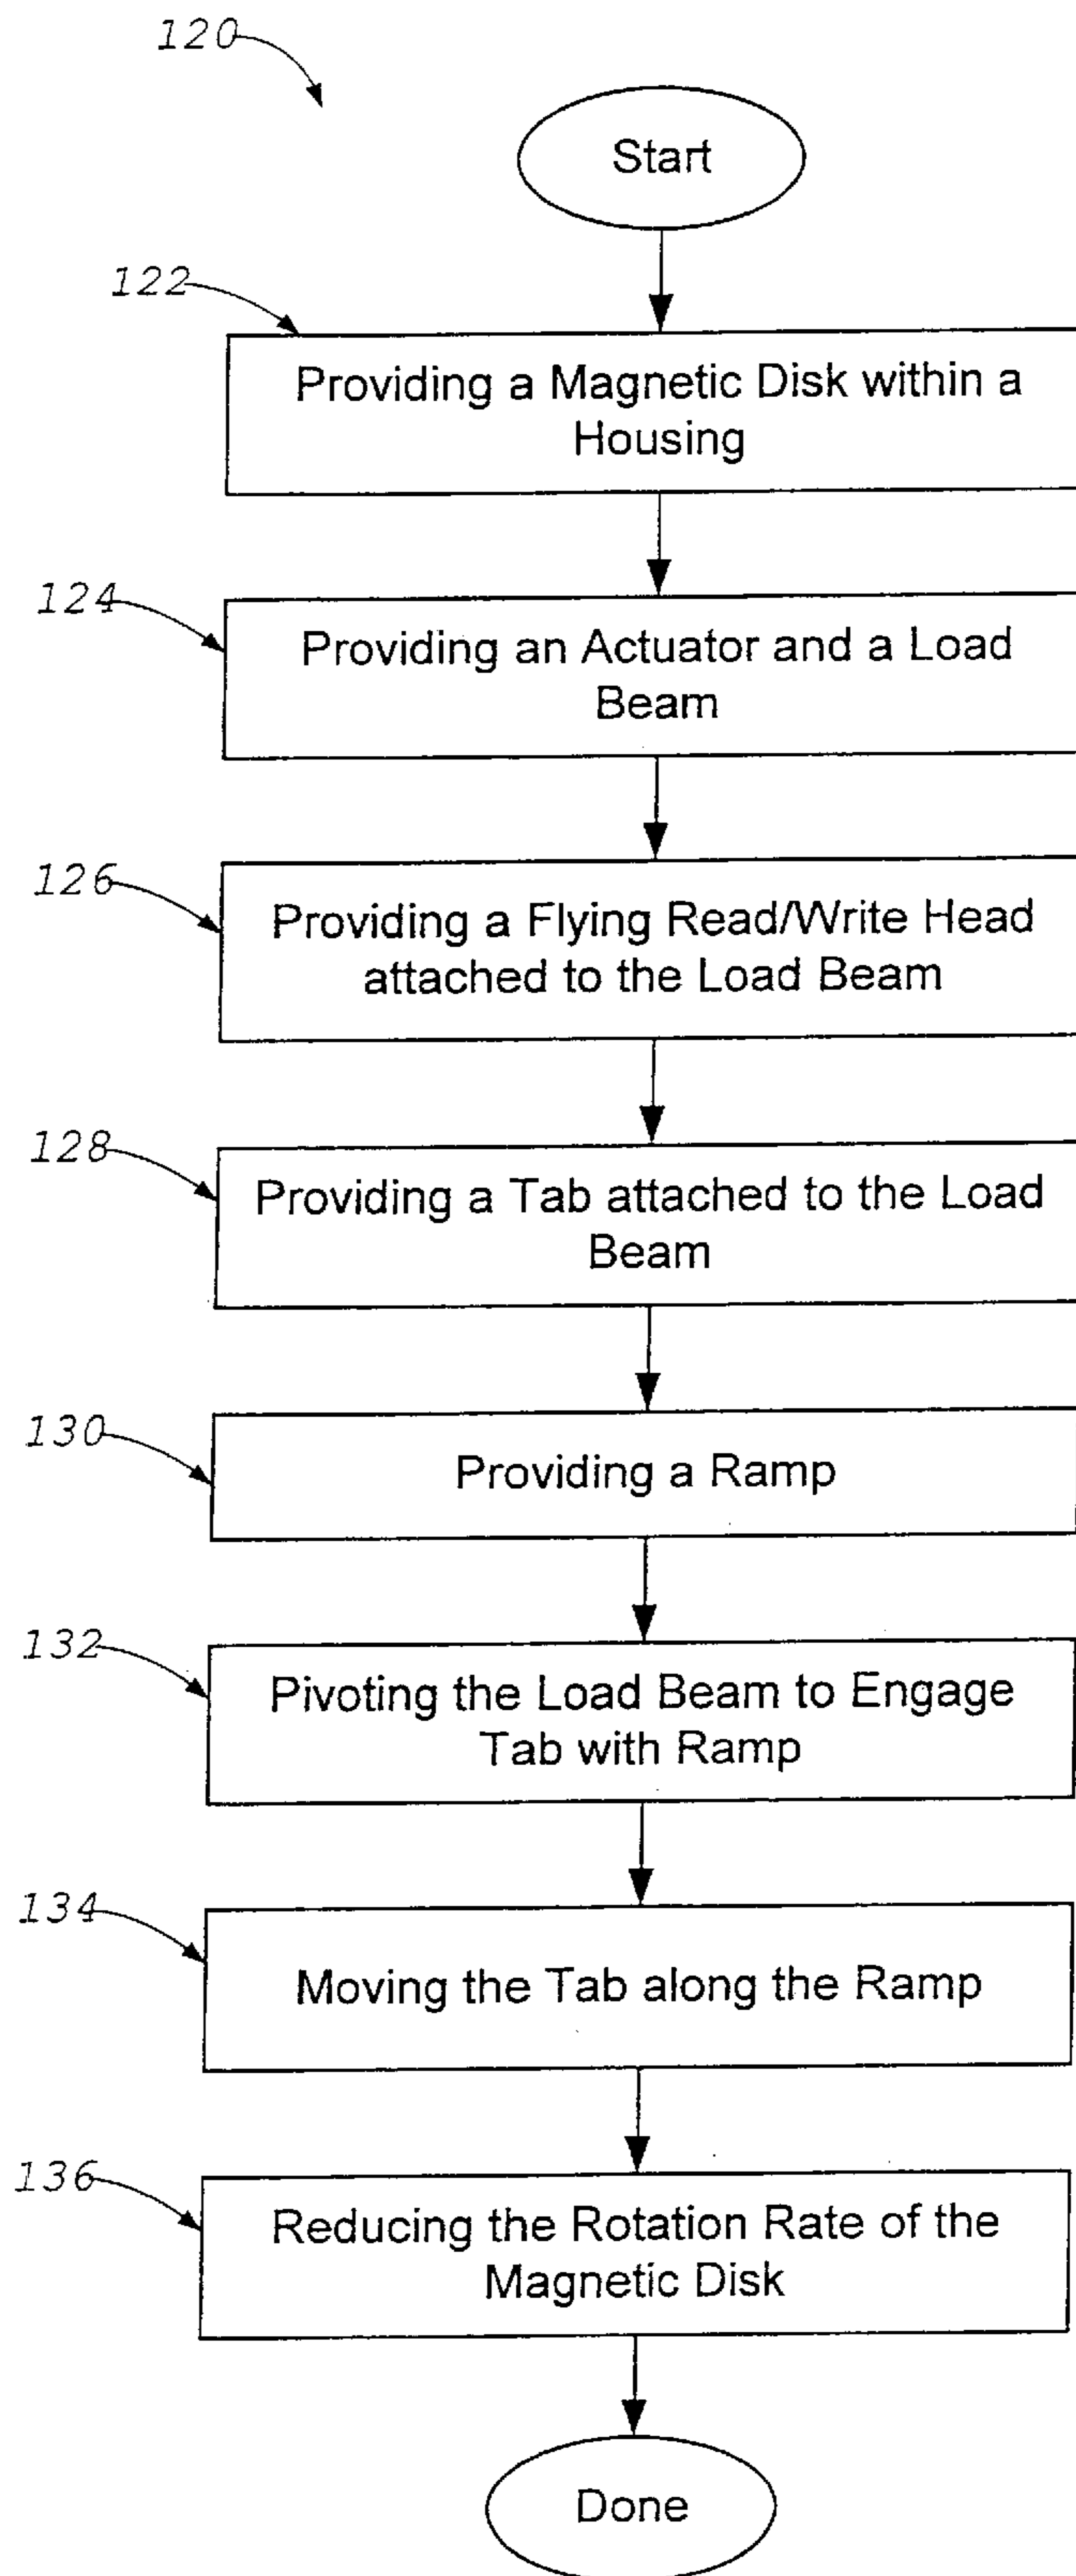 120
Start
122
Providing a Magnetic Disk within a
Housing
124
Providing an Actuator and a Load
Beam
126
Providing a Flying Read/Write Head
attached to the Load Beam
128
Providing a Tab attached to the Load
Beam
130
Providing a Ramp
132
Pivoting the Load Beam to Engage
Tab with Ramp
134
Moving the Tab along the Ramp
136
Reducing the Rotation Rate of the
Magnetic Disk
Done